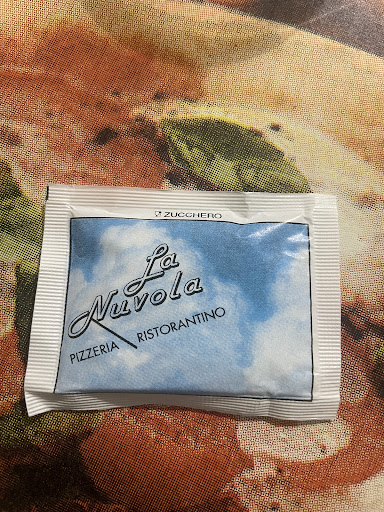 ZUCCHERO
La
Nuvola
PIZZERIA RISTORANTINO